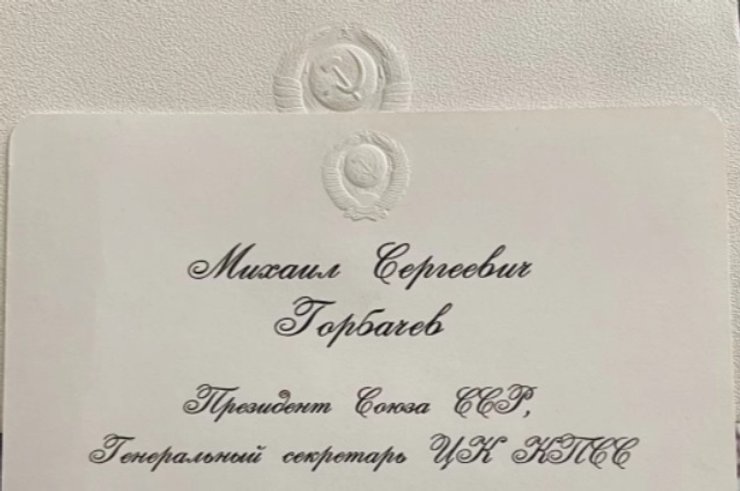 Михаил Сергеевич
Горбачев
Президент Союза ССР,
Генеральный секретарь ЦК КПСС